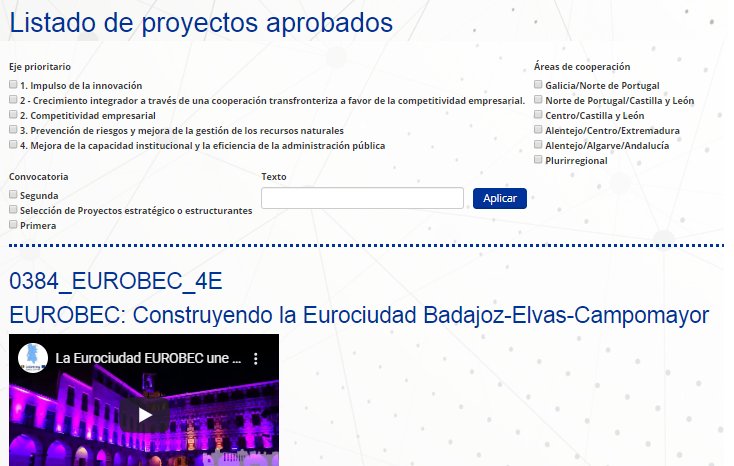 Listado de proyectos aprobados
Eje prioritario
1. Impulso de la innovación
2 - Crecimiento integrador a través de una cooperación transfronteriza a favor de la competitividad empresarial.
2. Competitividad empresarial
3. Prevención de riesgos y mejora de la gestión de los recursos naturales
4. Mejora de la capacidad institucional y la eficiencia de la administración pública
Áreas de cooperación
Galicia/Norte de Portugal
Norte de Portugal/Castilla y León
Centro/Castilla y León
Alentejo/Centro/Extremadura
Alentejo/Algarve/Andalucía
Plurirregional
Convocatoria
Segunda
Selección de Proyectos estratégico o estructurantes
Primera
Texto
Aplicar
0384_EUROBEC_4E
EUROBEC: Construyendo la Eurociudad Badajoz-Elvas-Campomayor
La Eurociudad EUROBEC une ...